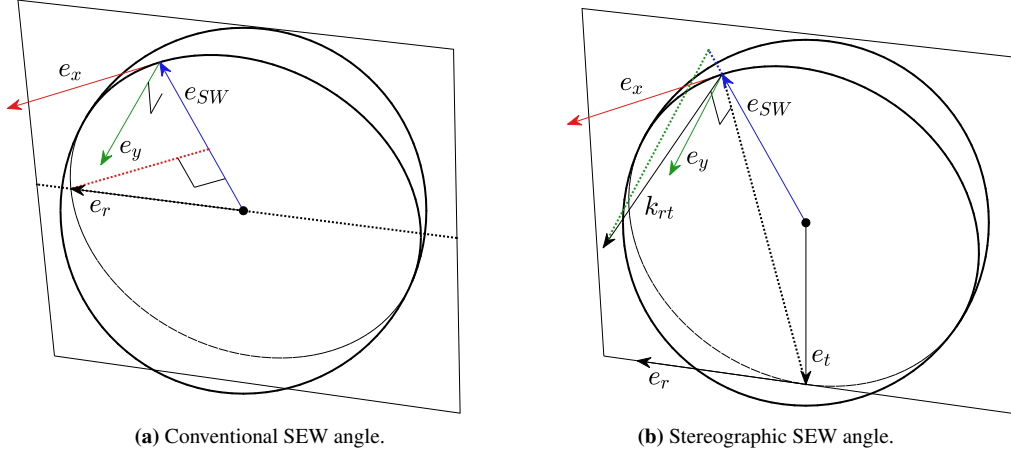 e_x
e_SW
e_y
e_r
(a) Conventional SEW angle.
e_x
e_SW
e_y
k_rt
e_t
e_r
(b) Stereographic SEW angle.